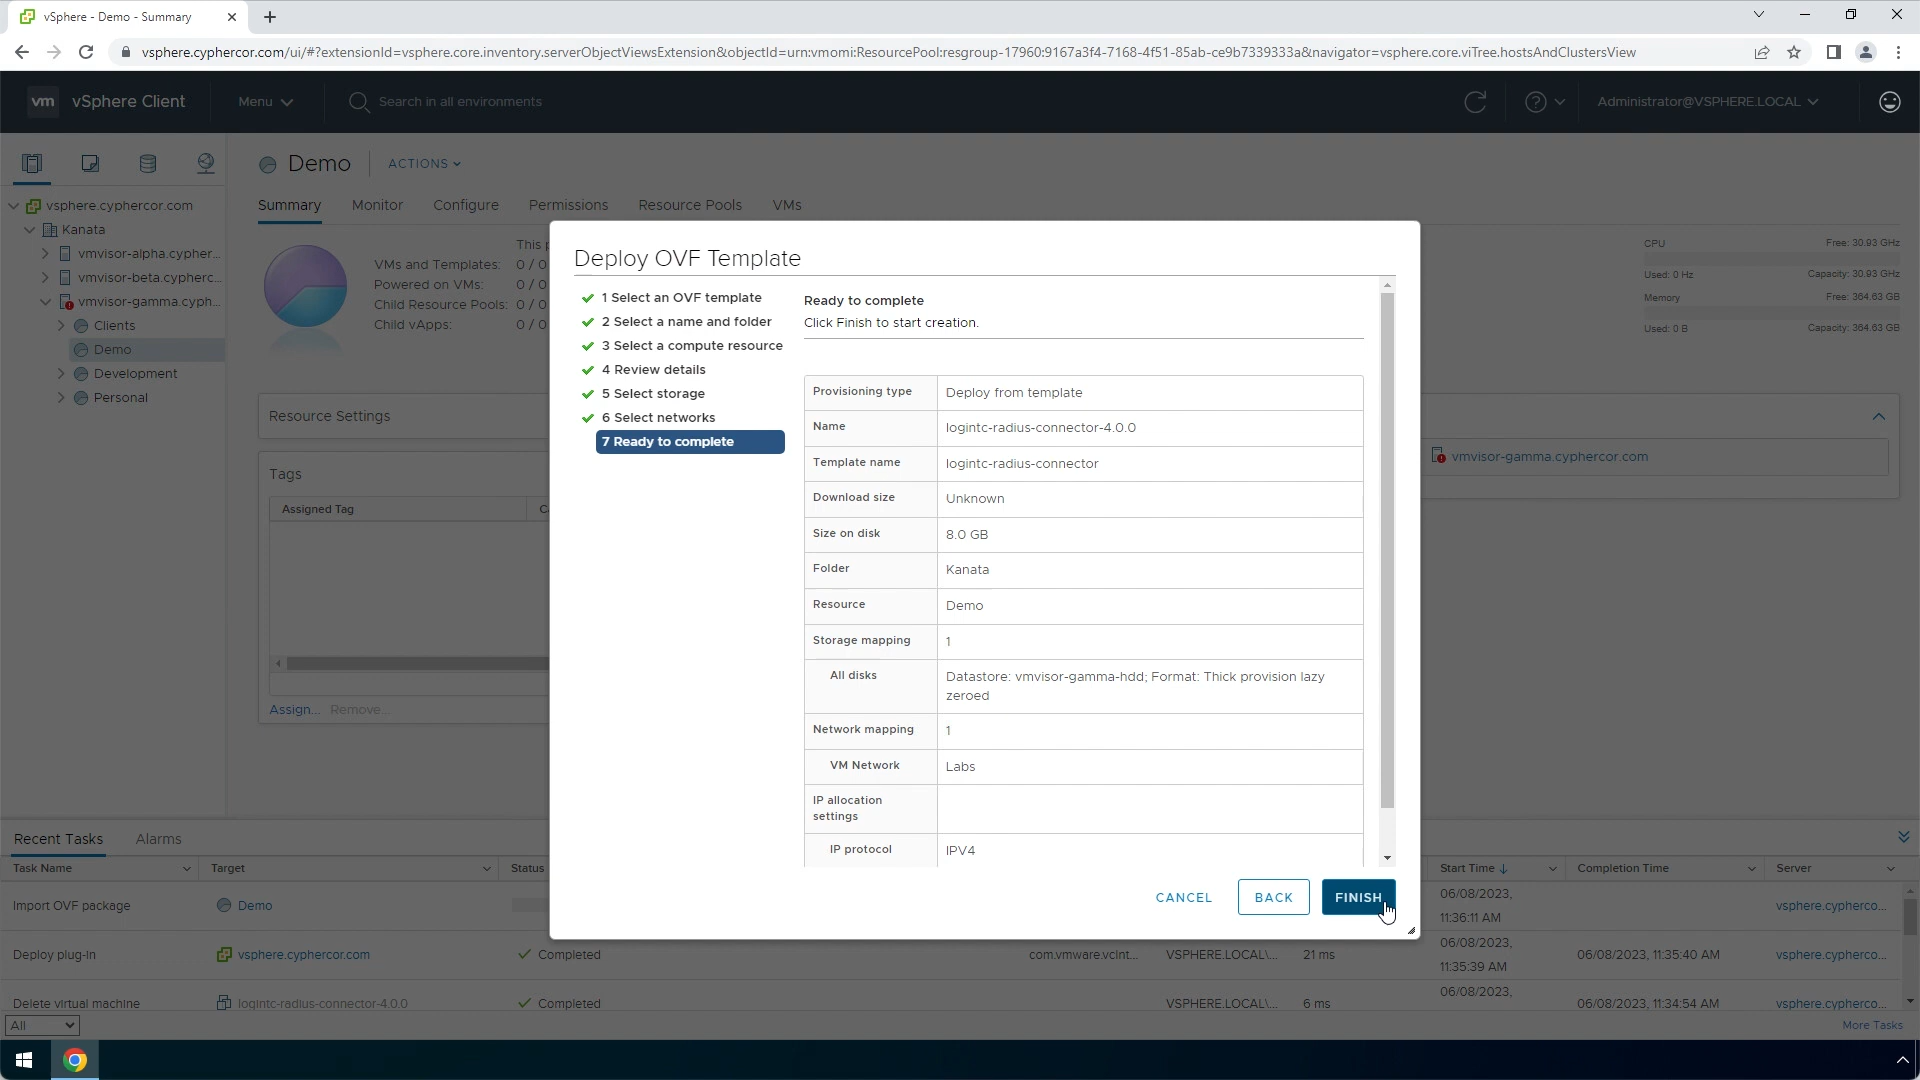 vSphere - Demo - Summary
vsphere.cyphercor.com/ui/#?extensionId=vsphere.core.inventory.serverObjectViewsExtension&objectId=urn:vmomi:ResourcePool:resgroup-17960:9167a3f4-7168-4f51-85ab-ce9b7339333a&navigator=vsphere.core.viTree.hostsAndClustersView
vm vSphere Client Menu Search in all environments Administrator@VSPHERE.LOCAL
Demo ACTIONS
Summary Monitor Configure Permissions Resource Pools VMs
vsphere.cyphercor.com
Kanata
vmvisor-alpha.cypher...
vmvisor-beta.cypherc...
vmvisor-gamma.cyph...
Clients
Demo
Development
Personal
This
VMs and Templates: 0 / 0
Powered on VMs: 0 / 0
Child Resource Pools: 0 / 0
Child vApps: 0 / 0
CPU Free: 30.93 GHz
Used: 0 Hz Capacity: 30.93 GHz
Memory Free: 364.63 GB
Used: 0 B Capacity: 364.63 GB
Resource Settings
vmvisor-gamma.cyphercor.com
Tags
Assigned Tag
Assign... Remove...
Deploy OVF Template
1 Select an OVF template
2 Select a name and folder
3 Select a compute resource
4 Review details
5 Select storage
6 Select networks
7 Ready to complete
Ready to complete
Click Finish to start creation.
Provisioning type Deploy from template
Name logintc-radius-connector-4.0.0
Template name logintc-radius-connector
Download size Unknown
Size on disk 8.0 GB
Folder Kanata
Resource Demo
Storage mapping 1
All disks Datastore: vmvisor-gamma-hdd; Format: Thick provision lazy
zeroed
Network mapping 1
VM Network Labs
IP allocation
settings
IP protocol IPV4
CANCEL BACK FINISH
Recent Tasks Alarms
Task Name Target Status Start Time Completion Time Server
Import OVF package Demo 06/08/2023,
11:36:11 AM vsphere.cypherco...
Deploy plug-in vsphere.cyphercor.com Completed com.vmware.vcint... VSPHERE.LOCAL\... 21 ms 06/08/2023,
11:35:39 AM 06/08/2023, 11:35:40 AM vsphere.cypherco...
Delete virtual machine logintc-radius-connector-4.0.0 Completed VSPHERE.LOCAL\... 6 ms 06/08/2023, 06/08/2023, 11:34:54 AM vsphere.cypherco...
All More Tasks